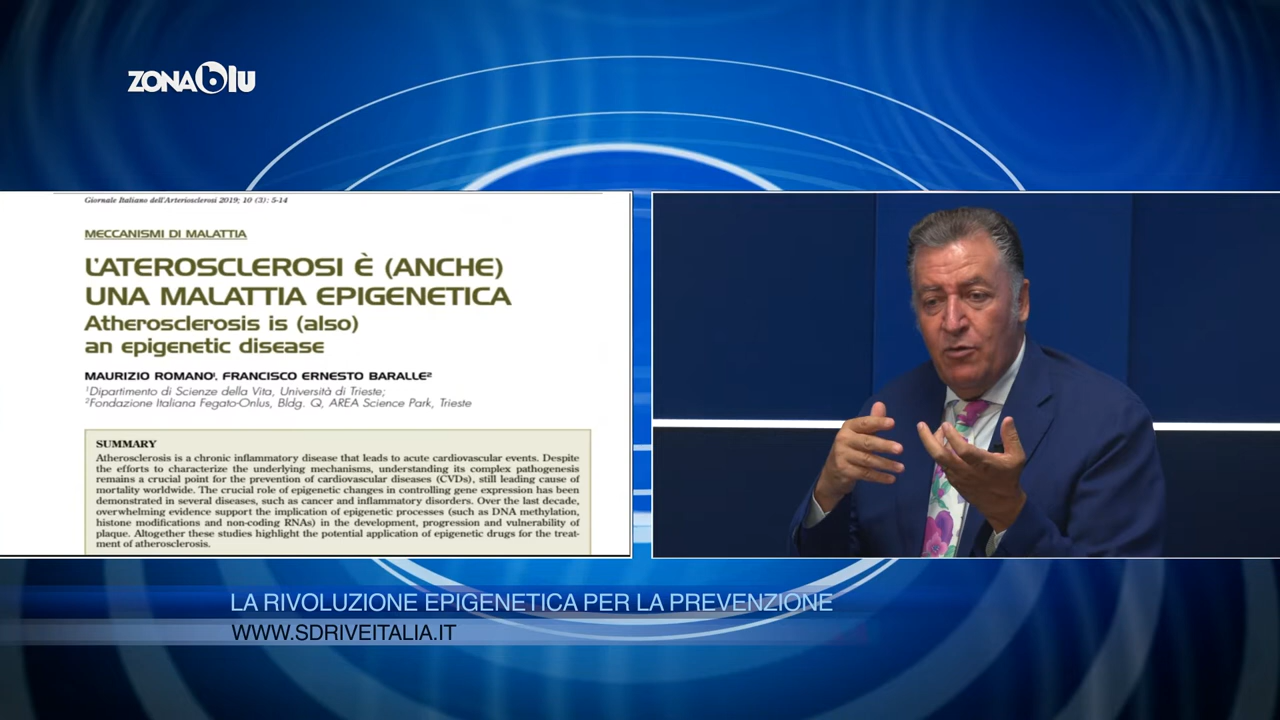 ZONAblu
Giornale Italiano dell'Arteriosclerosi 2019; 10 (3): 5-14
MECCANISMI DI MALATTIA
L'ATEROSCLEROSI È (ANCHE)
UNA MALATTIA EPIGENETICA
Atherosclerosis is (also)
an epigenetic disease
MAURIZIO ROMANO¹, FRANCISCO ERNESTO BARALLE²
¹Dipartimento di Scienze della Vita, Università di Trieste;
²Fondazione Italiana Fegato-Onlus, Bldg. Q, AREA Science Park, Trieste
SUMMARY
Atherosclerosis is a chronic inflammatory disease that leads to acute cardiovascular events. Despite
the efforts to characterize the underlying mechanisms, understanding its complex pathogenesis
remains a crucial point for the prevention of cardiovascular diseases (CVDs), still leading cause of
mortality worldwide. The crucial role of epigenetic changes in controlling gene expression has been
demonstrated in several diseases, such as cancer and inflammatory disorders. Over the last decade,
overwhelming evidence support the implication of epigenetic processes (such as DNA methylation,
histone modifications and non-coding RNAs) in the development, progression and vulnerability of
plaque. Altogether these studies highlight the potential application of epigenetic drugs for the treat-
ment of atherosclerosis.
LA RIVOLUZIONE EPIGENETICA PER LA PREVENZIONE
WWW.SDRIVEITALIA.IT